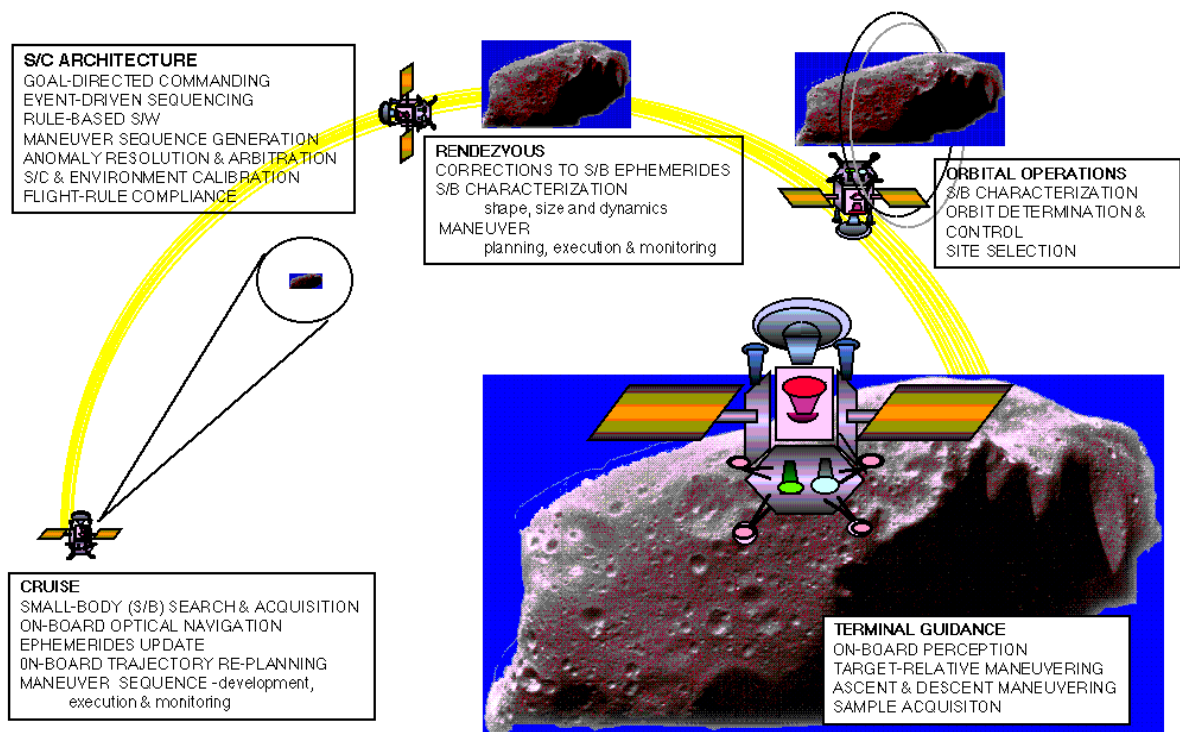 S/C ARCHITECTURE
GOAL-DIRECTED COMMANDING
EVENT-DRIVEN SEQUENCING
RULE-BASED S/W
MANEUVER SEQUENCE GENERATION
ANOMALY RESOLUTION & ARBITRATION
S/C & ENVIRONMENT CALIBRATION
FLIGHT-RULE COMPLIANCE
RENDEZVOUS
CORRECTIONS TO S/B EPHEMERIDES
S/B CHARACTERIZATION
shape, size and dynamics
MANEUVER
planning, execution & monitoring
ORBITAL OPERATIONS
S/B CHARACTERIZATION
ORBIT DETERMINATION &
CONTROL
SITE SELECTION
CRUISE
SMALL-BODY (S/B) SEARCH & ACQUISITION
ON-BOARD OPTICAL NAVIGATION
EPHEMERIDES UPDATE
0N-BOARD TRAJECTORY RE-PLANNING
MANEUVER SEQUENCE -development,
execution & monitoring
TERMINAL GUIDANCE
ON-BOARD PERCEPTION
TARGET-RELATIVE MANEUVERING
ASCENT & DESCENT MANEUVERING
SAMPLE ACQUISITON